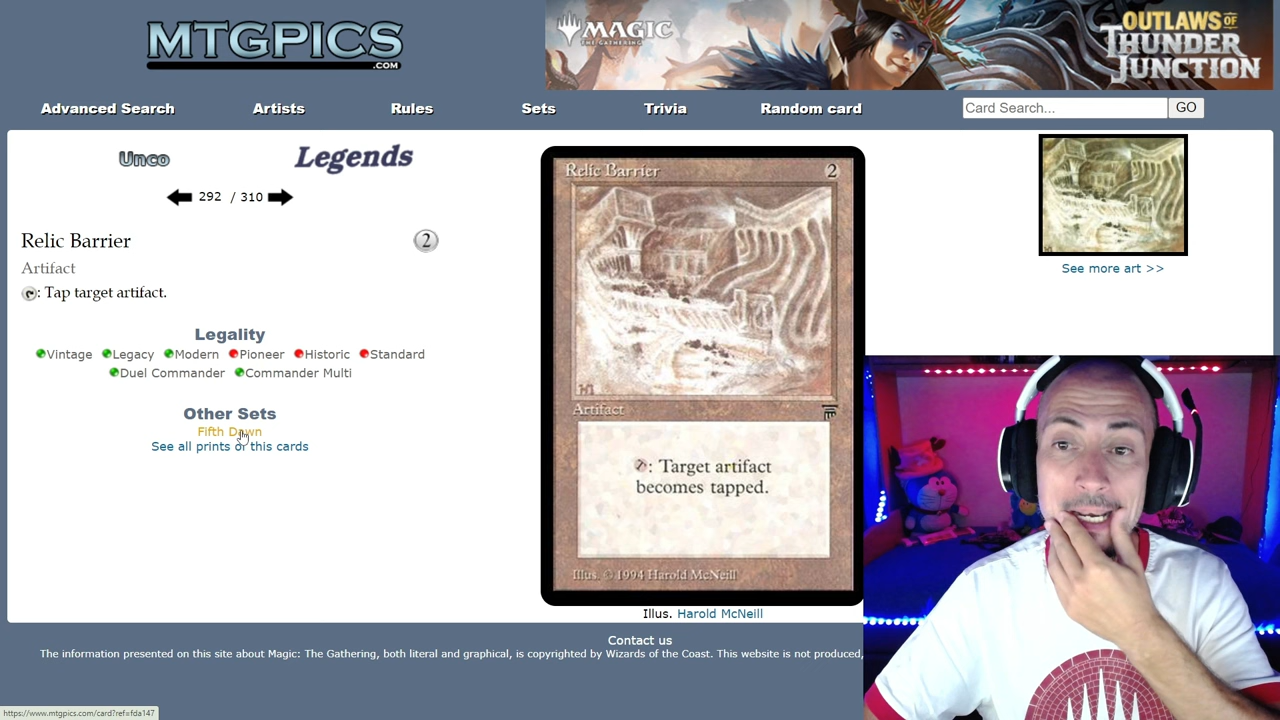 MTGPICS
.COM
MAGIC
THE GATHERING
OUTLAWS OF
THUNDER
JUNCTION
Advanced Search
Artists
Rules
Sets
Trivia
Random card
Card Search...
GO
Unco
Legends
292 / 310
Relic Barrier
2
Artifact
: Tap target artifact.
Legality
Vintage Legacy Modern Pioneer Historic Standard
Duel Commander Commander Multi
Other Sets
Fifth Dawn
See all prints of this cards
Relic Barrier 2
Artifact
: Target artifact
becomes tapped.
Illus. © 1994 Harold McNeill
Illus. Harold McNeill
See more art >>
Contact us
The information presented on this site about Magic: The Gathering, both literal and graphical, is copyrighted by Wizards of the Coast. This website is not produced,
https://www.mtgpics.com/card?ref=fda147